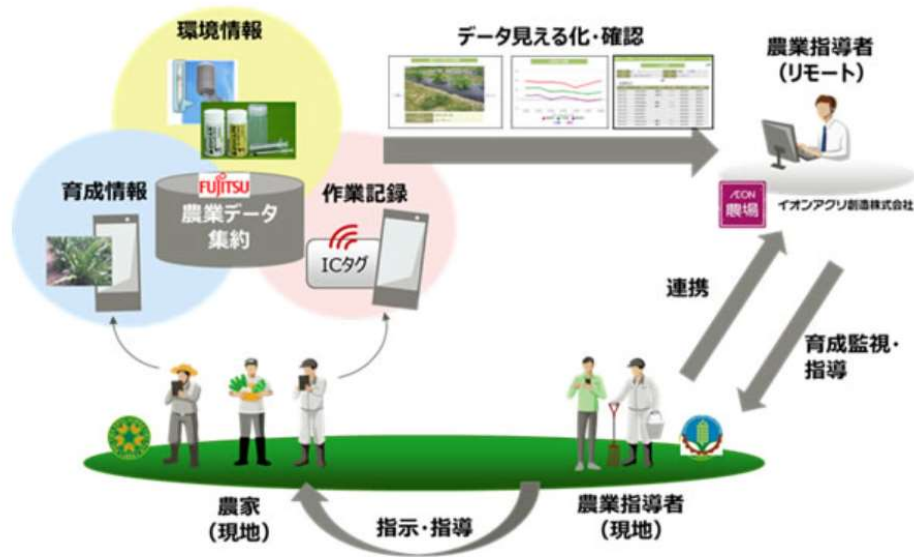 環境情報
データ見える化・確認
農業指導者
(リモート)
育成情報
FUJITSU
作業記録
農業データ
集約
ICタグ
ÆON
農場
イオンアグリ創造株式会社
連携
育成監視・
指導
農家
(現地)
指示・指導
農業指導者
(現地)